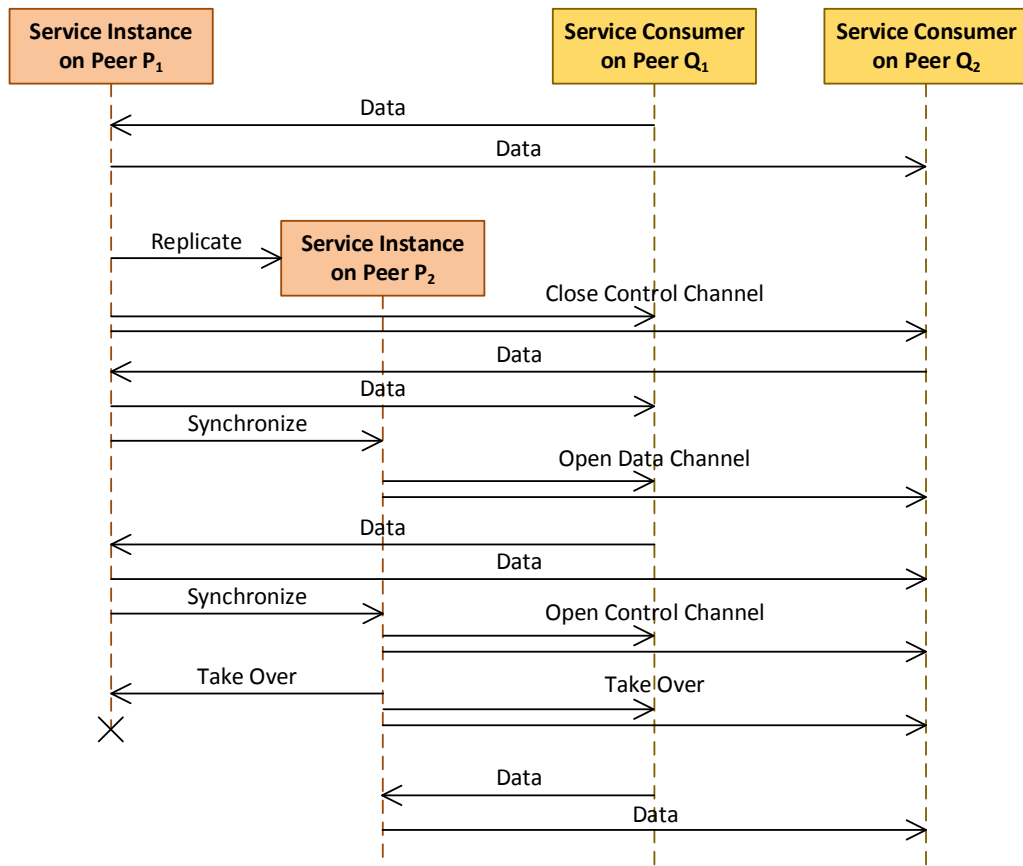 Service Instance
on Peer P₁
Service Consumer
on Peer Q₁
Service Consumer
on Peer Q₂
Data
Data
Replicate
Service Instance
on Peer P₂
Close Control Channel
Data
Data
Synchronize
Open Data Channel
Data
Data
Synchronize
Open Control Channel
Take Over
Take Over
Data
Data